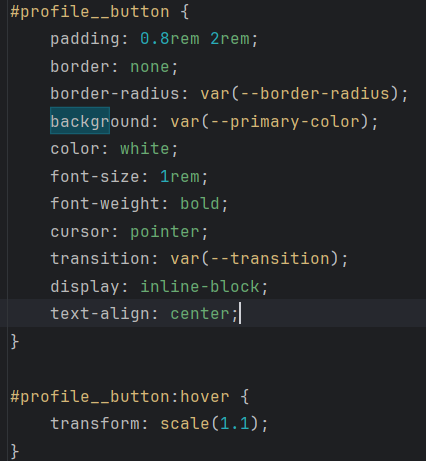 #profile__button {
    padding: 0.8rem 2rem;
    border: none;
    border-radius: var(--border-radius);
    background: var(--primary-color);
    color: white;
    font-size: 1rem;
    font-weight: bold;
    cursor: pointer;
    transition: var(--transition);
    display: inline-block;
    text-align: center;
}

#profile__button:hover {
    transform: scale(1.1);
}